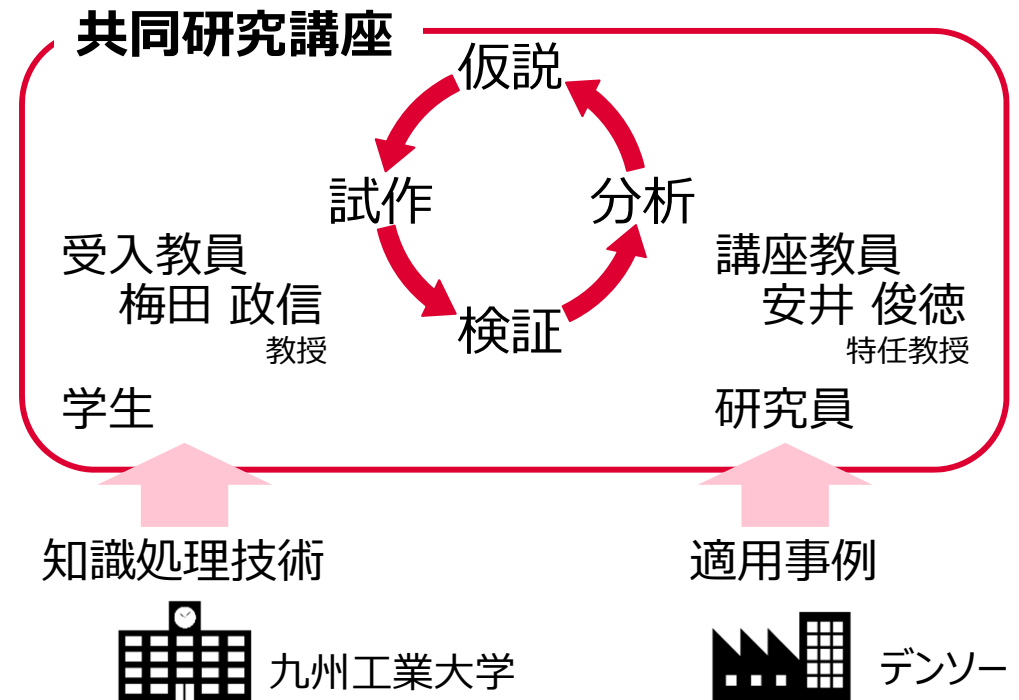 共同研究講座
仮説
試作
分析
検証
受入教員
梅田 政信
教授
学生
講座教員
安井 俊徳
特任教授
研究員
知識処理技術
適用事例
九州工業大学
デンソー